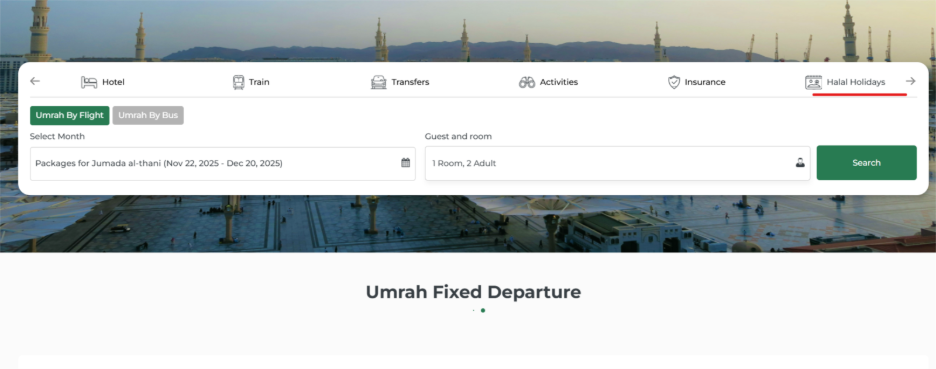 Hotel
Train
Transfers
Activities
Insurance
Halal Holidays
Umrah By Flight
Umrah By Bus
Select Month
Guest and room
Packages for Jumada al-thani (Nov 22, 2025 - Dec 20, 2025)
1 Room, 2 Adult
Search
Umrah Fixed Departure